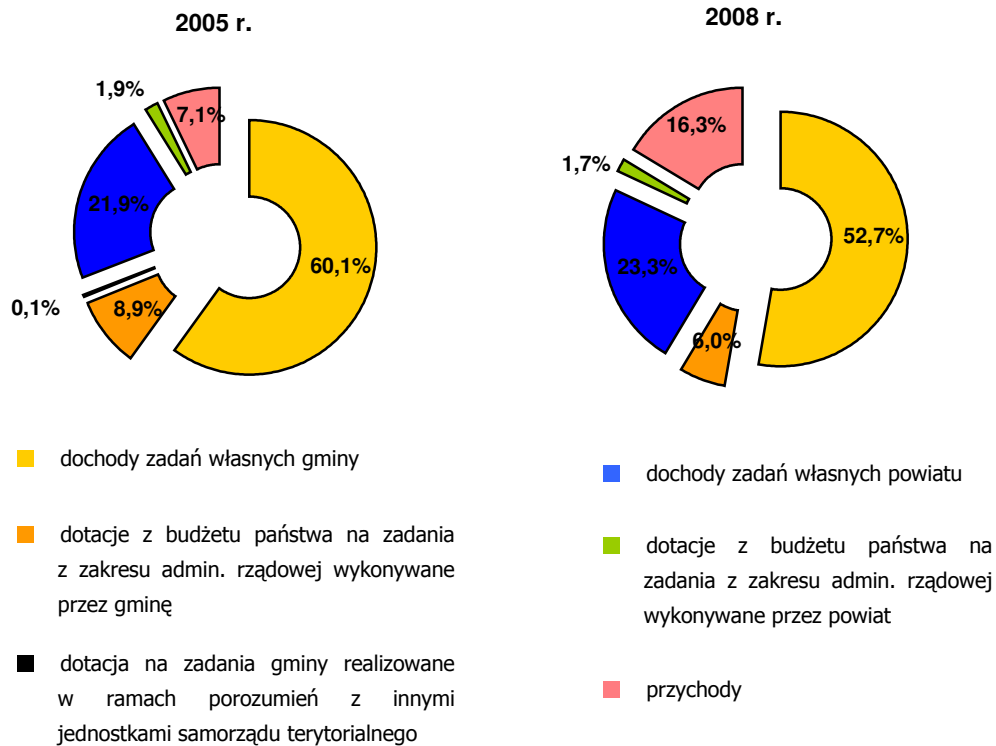 2005 r.
1,9%
7,1%
21,9%
60,1%
0,1%
8,9%
2008 r.
16,3%
1,7%
52,7%
23,3%
6,0%
dochody zadań własnych gminy
dotacje z budżetu państwa na zadania
z zakresu admin. rządowej wykonywane
przez gminę
dotacja na zadania gminy realizowane
w ramach porozumień z innymi
jednostkami samorządu terytorialnego
dochody zadań własnych powiatu
dotacje z budżetu państwa na
zadania z zakresu admin. rządowej
wykonywane przez powiat
przychody